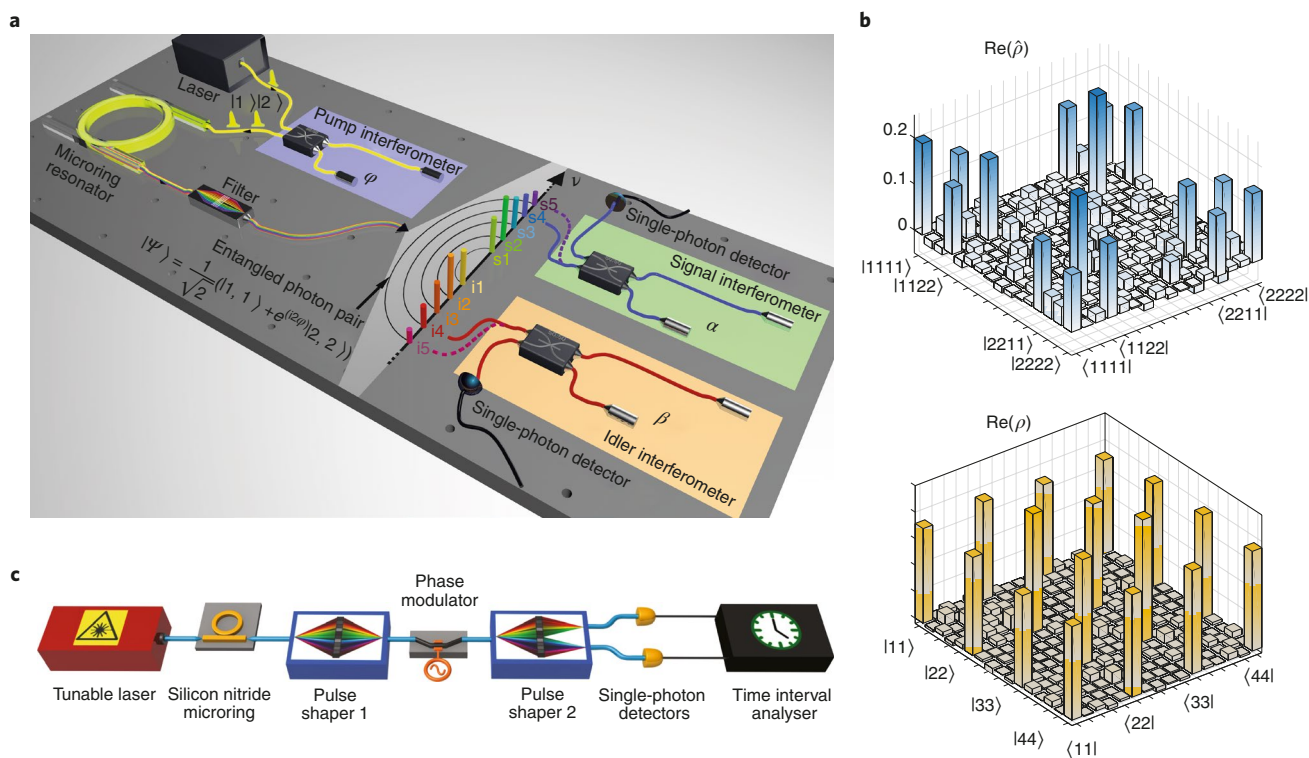 a
Laser
|1 ⟩|2 ⟩
Pump interferometer
φ
Microring
resonator
Filter
Entangled photon pair
|Ψ ⟩ = 1/√2 (|1, 1 ⟩ +e^(i2φ)|2, 2 ⟩)
ν
s5
s4
s3
s2
s1
i1
i2
i3
i4
i5
Single-photon detector
Signal interferometer
α
β
Single-photon detector
Idler interferometer
b
Re(ρ̂)
0.2
0.1
0
|1111⟩
|1122⟩
|2211⟩
|2222⟩
⟨1111|
⟨1122|
⟨2211|
⟨2222|
Re(ρ)
|11⟩
|22⟩
|33⟩
|44⟩
⟨11|
⟨22|
⟨33|
⟨44|
c
Phase
modulator
Tunable laser
Silicon nitride
microring
Pulse
shaper 1
Pulse
shaper 2
Single-photon
detectors
Time interval
analyser